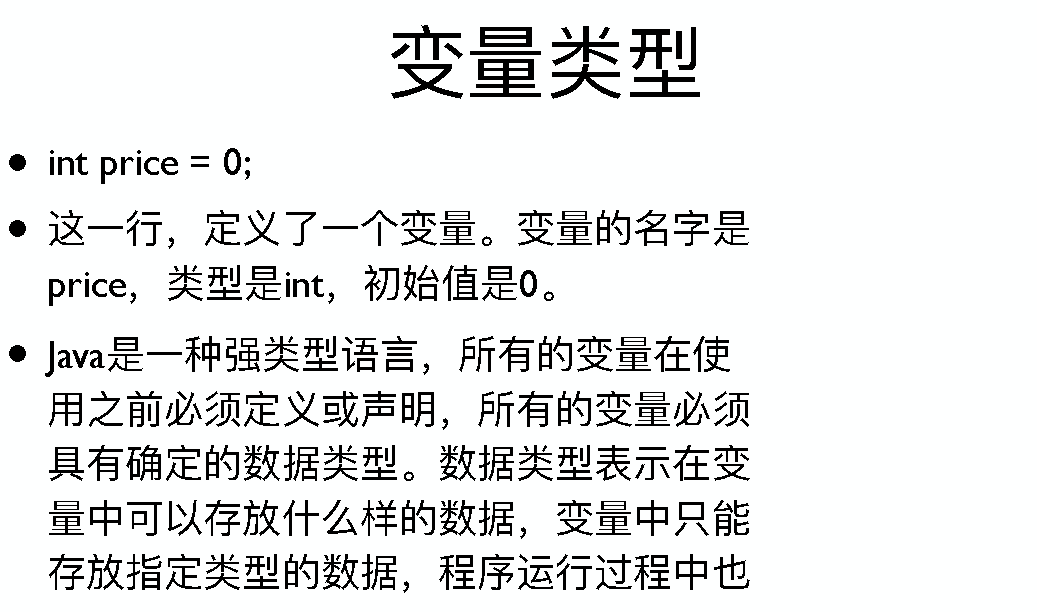 变量类型
• int price = 0;
• 这一行，定义了一个变量。变量的名字是
price，类型是int，初始值是0。
• Java是一种强类型语言，所有的变量在使
用之前必须定义或声明，所有的变量必须
具有确定的数据类型。数据类型表示在变
量中可以存放什么样的数据，变量中只能
存放指定类型的数据，程序运行过程中也